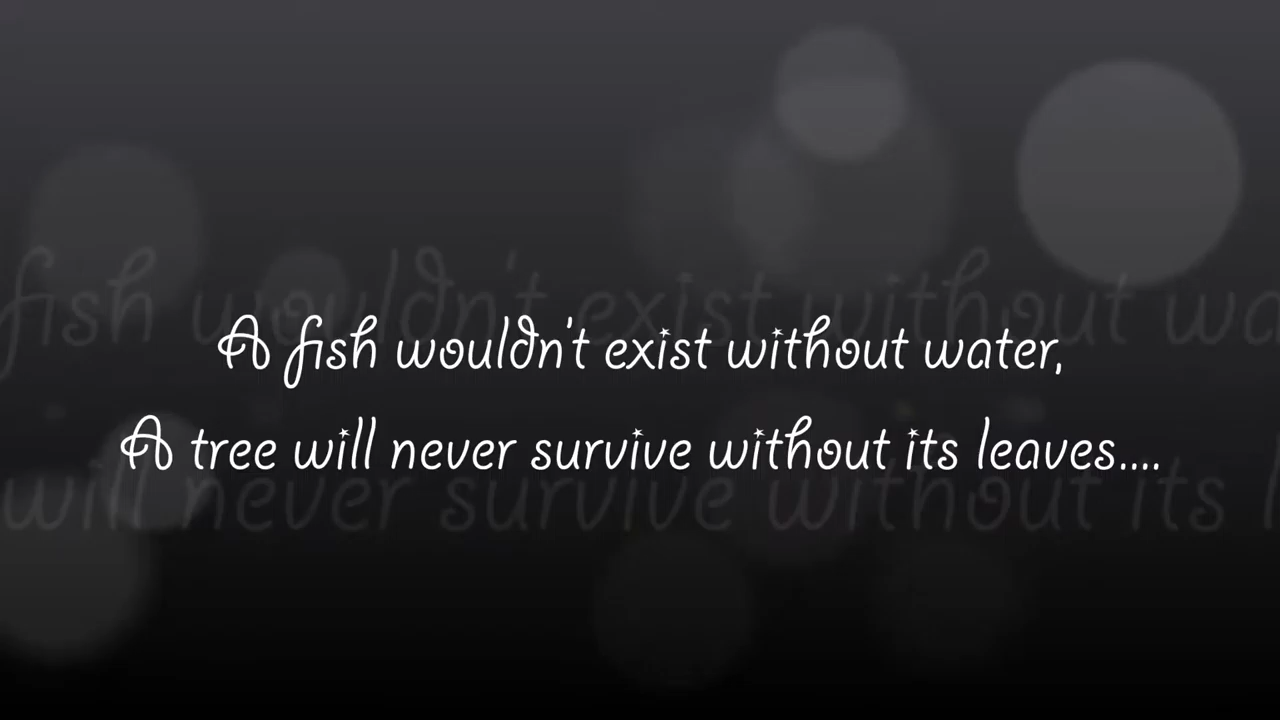 A fish wouldn't exist without water,
A tree will never survive without its leaves....